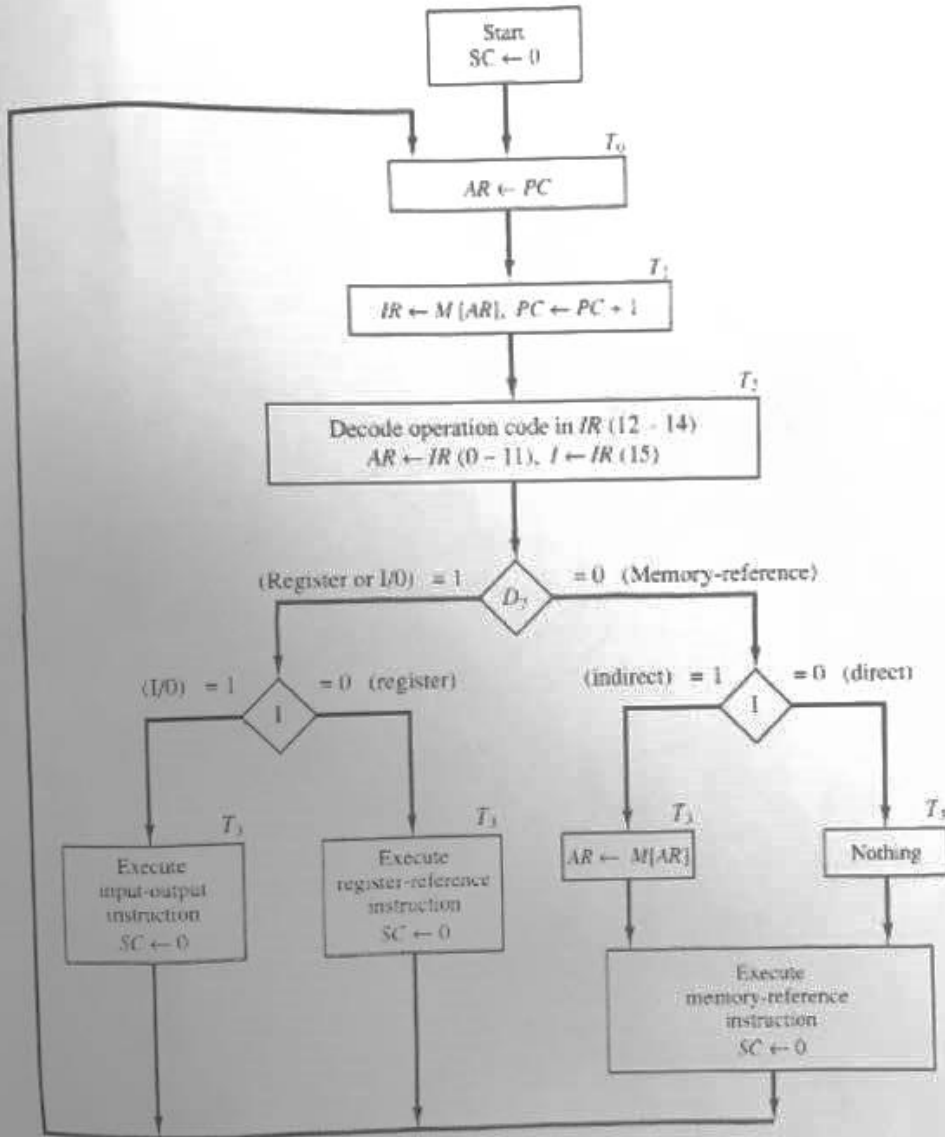 Start
SC ← 0
T₀
AR ← PC
T₁
IR ← M [AR], PC ← PC + 1
T₂
Decode operation code in IR (12 - 14)
AR ← IR (0 – 11), I ← IR (15)
(Register or I/0) = 1
= 0 (Memory-reference)
D₇
(I/0) = 1
= 0 (register)
(indirect) = 1
= 0 (direct)
I
I
T₃
T₃
T₃
T₃
Execute
input-output
instruction
SC ← 0
Execute
register-reference
instruction
SC ← 0
AR ← M[AR]
Nothing
Execute
memory-reference
instruction
SC ← 0